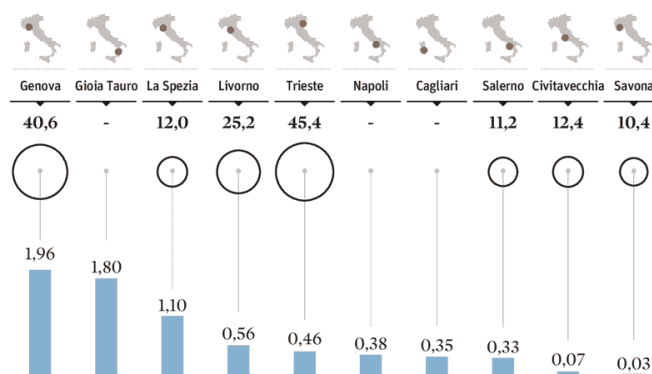 Genova Gioia Tauro La Spezia Livorno Trieste Napoli Cagliari Salerno Civitavecchia Savona
40,6 - 12,0 25,2 45,4 - - 11,2 12,4 10,4
1,96 1,80 1,10 0,56 0,46 0,38 0,35 0,33 0,07 0,03